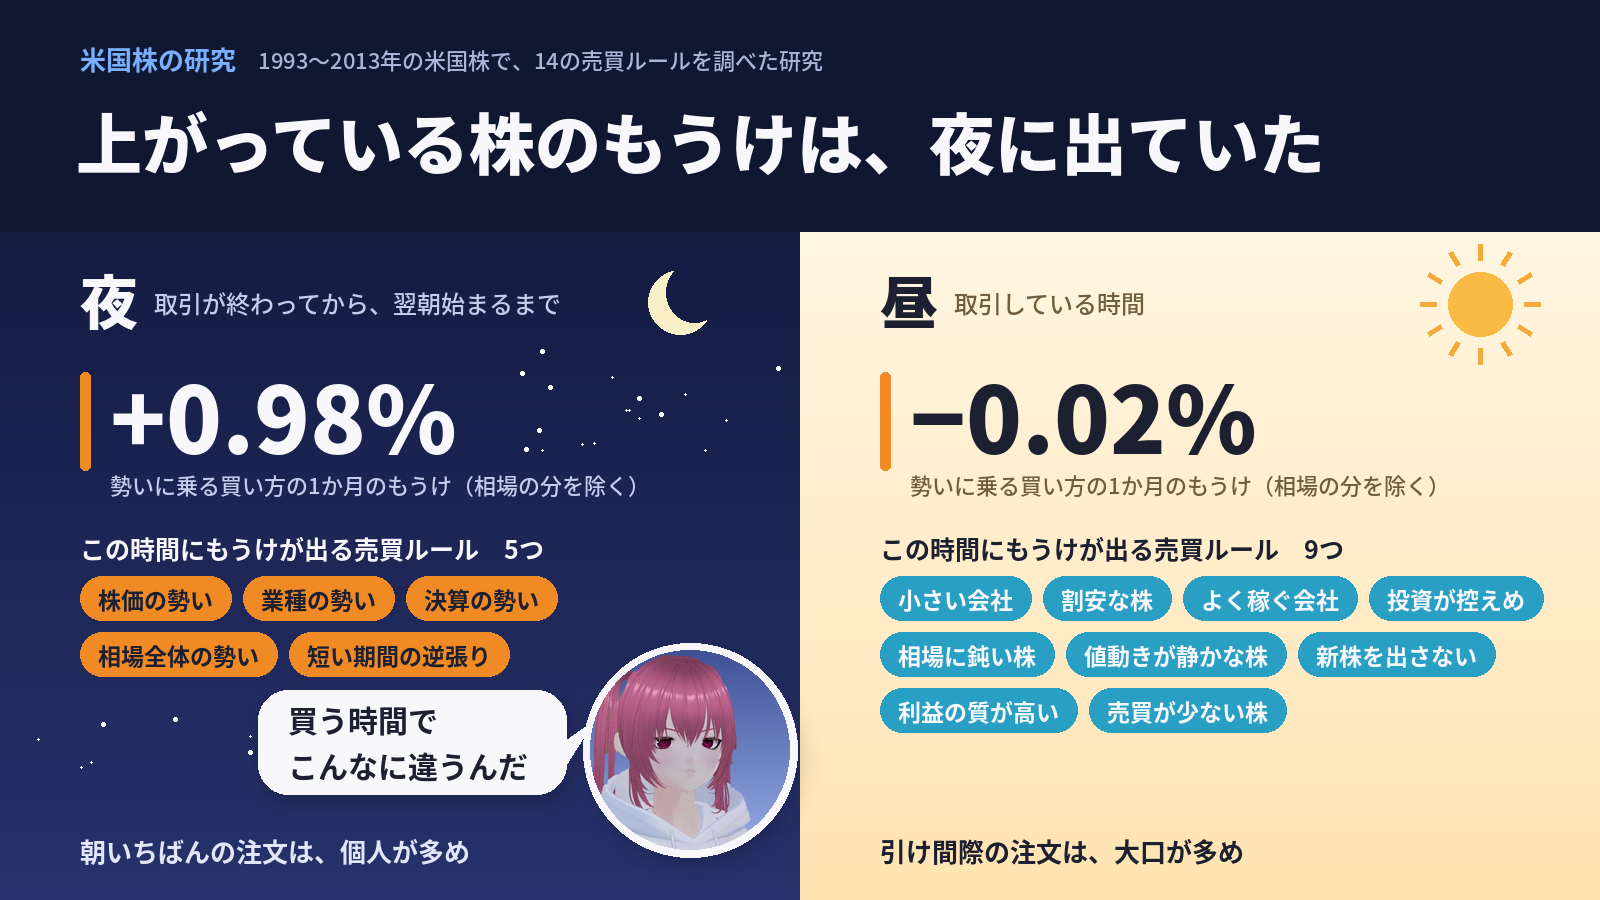 米国株の研究 1993〜2013年の米国株で、14の売買ルールを調べた研究
上がっている株のもうけは、夜に出ていた
夜 取引が終わってから、翌朝始まるまで
+0.98%
勢いに乗る買い方の1か月のもうけ（相場の分を除く）
この時間にもうけが出る売買ルール 5つ
株価の勢い 業種の勢い 決算の勢い
相場全体の勢い 短い期間の逆張り
買う時間で
こんなに違うんだ
朝いちばんの注文は、個人が多め
昼 取引している時間
−0.02%
勢いに乗る買い方の1か月のもうけ（相場の分を除く）
この時間にもうけが出る売買ルール 9つ
小さい会社 割安な株 よく稼ぐ会社 投資が控えめ
相場に鈍い株 値動きが静かな株 新株を出さない
利益の質が高い 売買が少ない株
引け間際の注文は、大口が多め